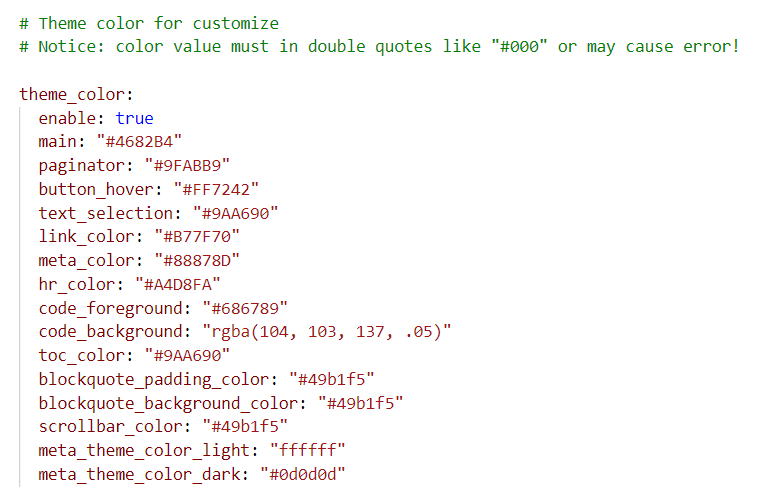 # Theme color for customize
# Notice: color value must in double quotes like "#000" or may cause error!
theme_color:
enable: true
main: "#4682B4"
paginator: "#9FABB9"
button_hover: "#FF7242"
text_selection: "#9AA690"
link_color: "#B77F70"
meta_color: "#88878D"
hr_color: "#A4D8FA"
code_foreground: "#686789"
code_background: "rgba(104, 103, 137, .05)"
toc_color: "#9AA690"
blockquote_padding_color: "#49b1f5"
blockquote_background_color: "#49b1f5"
scrollbar_color: "#49b1f5"
meta_theme_color_light: "ffffff"
meta_theme_color_dark: "#0d0d0d"